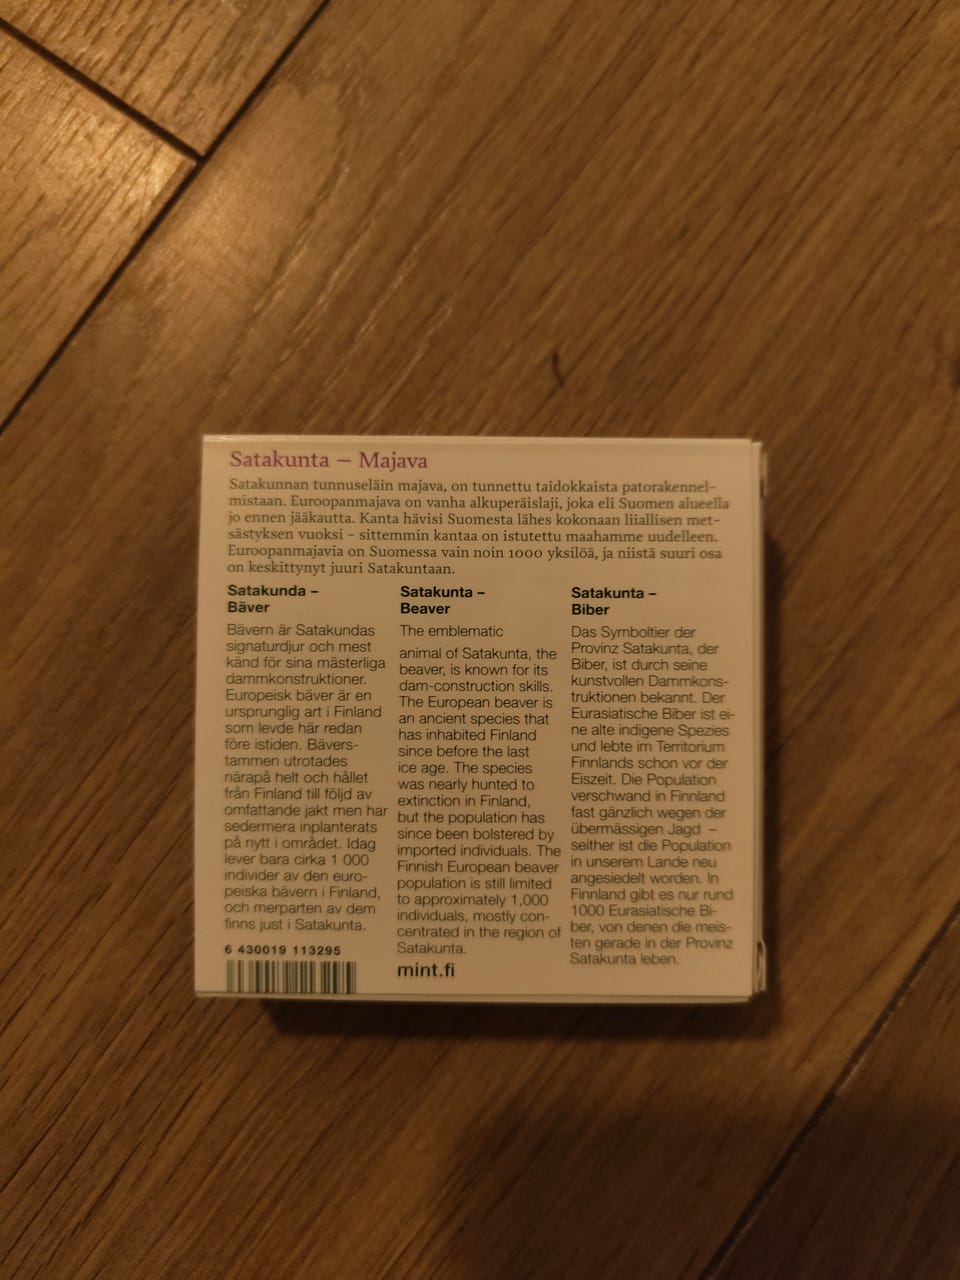 Satakunta – Majava
Satakunnan tunnuseläin majava, on tunnettu taidokkaista patorakennel-
mistaan. Euroopanmajava on vanha alkuperäislaji, joka eli Suomen alueella
jo ennen jääkautta. Kanta hävisi Suomesta lähes kokonaan liiallisen met-
sästyksen vuoksi - sittemmin kantaa on istutettu maahamme uudelleen.
Euroopanmajavia on Suomessa vain noin 1000 yksilöä, ja niistä suuri osa
on keskittynyt juuri Satakuntaan.
Satakunda –
Bäver
Bävern är Satakundas
signaturdjur och mest
känd för sina mästerliga
dammkonstruktioner.
Europeisk bäver är en
ursprunglig art i Finland
som levde här redan
före istiden. Bävers-
tammen utrotades
närapå helt och hållet
från Finland till följd av
omfattande jakt men har
sedermera inplanterats
på nytt i området. Idag
lever bara cirka 1 000
individer av den euro-
peiska bävern i Finland,
och merparten av dem
finns just i Satakunta.
6 430019 113295
Satakunta –
Beaver
The emblematic
animal of Satakunta, the
beaver, is known for its
dam-construction skills.
The European beaver is
an ancient species that
has inhabited Finland
since before the last
ice age. The species
was nearly hunted to
extinction in Finland,
but the population has
since been bolstered by
imported individuals. The
Finnish European beaver
population is still limited
to approximately 1,000
individuals, mostly con-
centrated in the region of
Satakunta.
mint.fi
Satakunta –
Biber
Das Symboltier der
Provinz Satakunta, der
Biber, ist durch seine
kunstvollen Dammkons-
truktionen bekannt. Der
Eurasiatische Biber ist ei-
ne alte indigene Spezies
und lebte im Territorium
Finnlands schon vor der
Eiszeit. Die Population
verschwand in Finnland
fast gänzlich wegen der
übermässigen Jagd –
seither ist die Population
in unserem Lande neu
angesiedelt worden. In
Finnland gibt es nur rund
1000 Eurasiatische Bi-
ber, von denen die meis-
ten gerade in der Provinz
Satakunta leben.